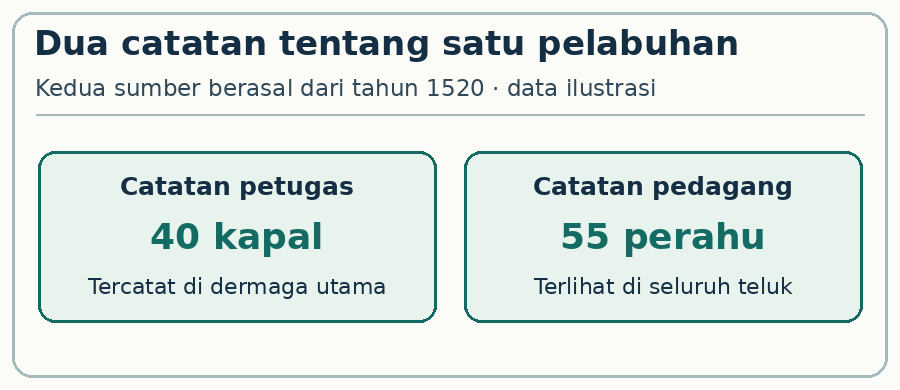 Dua catatan tentang satu pelabuhan
Kedua sumber berasal dari tahun 1520 · data ilustrasi
Catatan petugas
40 kapal
Tercatat di dermaga utama
Catatan pedagang
55 perahu
Terlihat di seluruh teluk